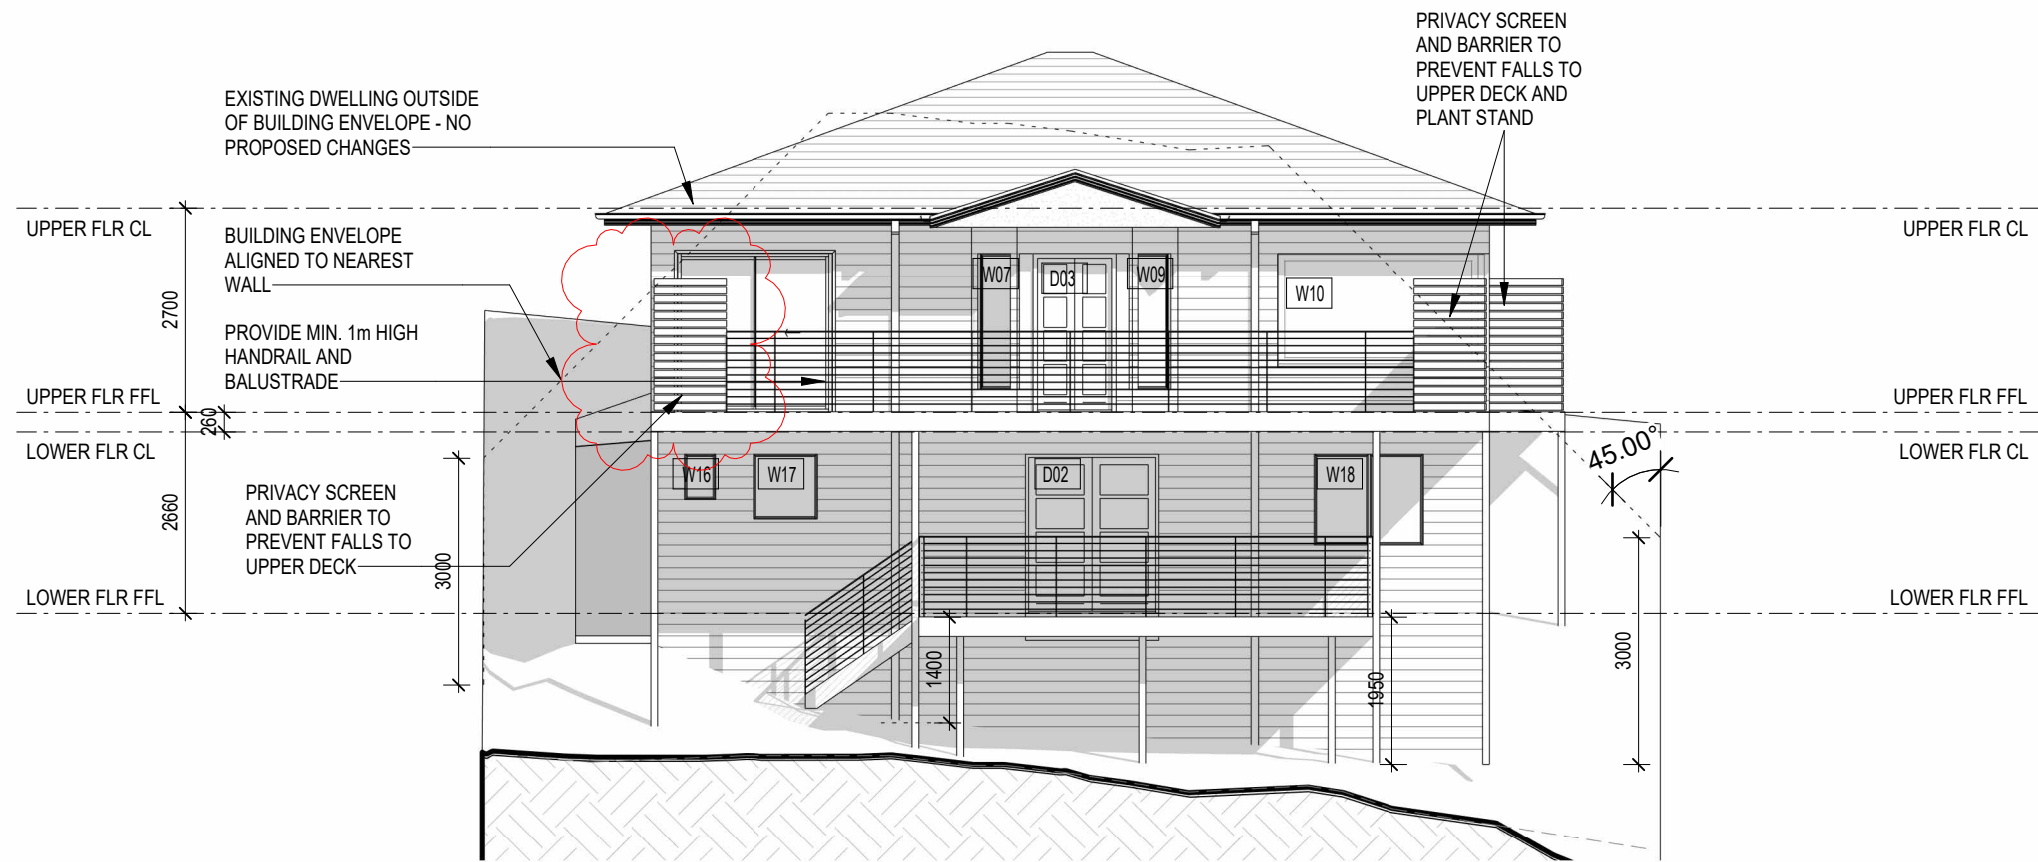 PRIVACY SCREEN
AND BARRIER TO
PREVENT FALLS TO
UPPER DECK AND
PLANT STAND
EXISTING DWELLING OUTSIDE
OF BUILDING ENVELOPE - NO
PROPOSED CHANGES
UPPER FLR CL
UPPER FLR CL
BUILDING ENVELOPE
ALIGNED TO NEAREST
WALL
W07
D03
W09
W10
2700
PROVIDE MIN. 1m HIGH
HANDRAIL AND
BALUSTRADE
UPPER FLR FFL
UPPER FLR FFL
260
LOWER FLR CL
LOWER FLR CL
45.00°
W16
W17
D02
W18
PRIVACY SCREEN
AND BARRIER TO
PREVENT FALLS TO
UPPER DECK
2660
3000
LOWER FLR FFL
LOWER FLR FFL
1400
1950
3000